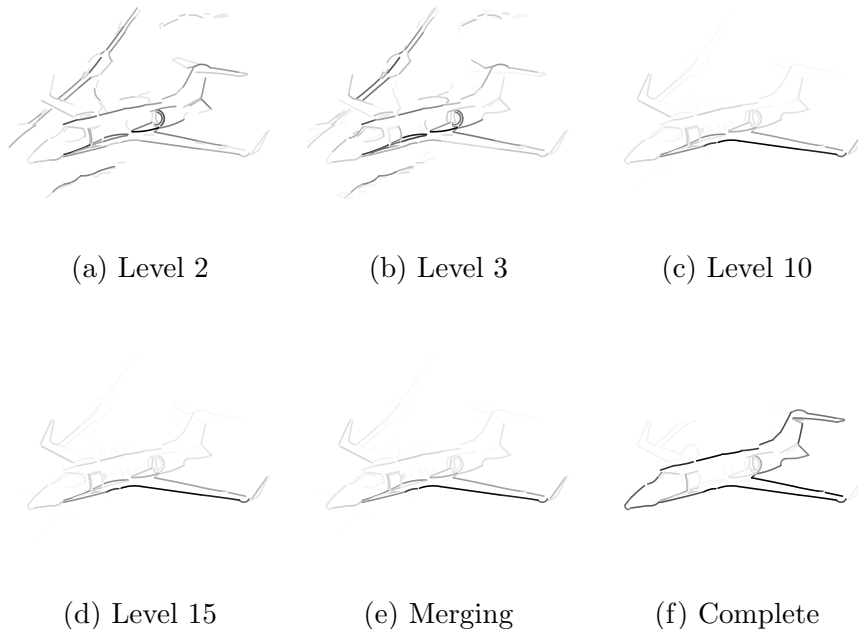 (a) Level 2
(b) Level 3
(c) Level 10
(d) Level 15
(e) Merging
(f) Complete